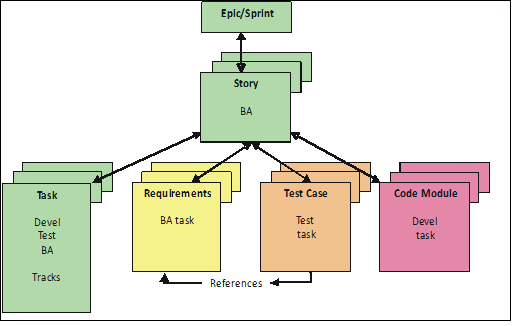 Epic/Sprint
Story
BA
Task
Devel
Test
BA
Tracks
Requirements
BA task
Test Case
Test
task
Code Module
Devel
task
References